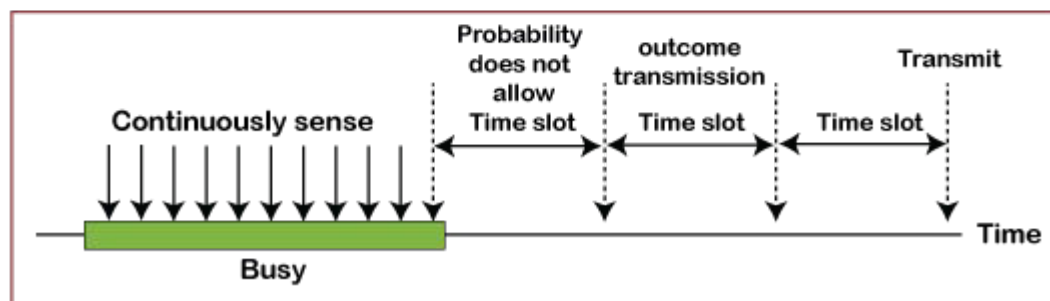 Probability
does not
allow
Time slot
outcome
transmission
Time slot
Transmit
Time slot
Continuously sense
Time
Busy